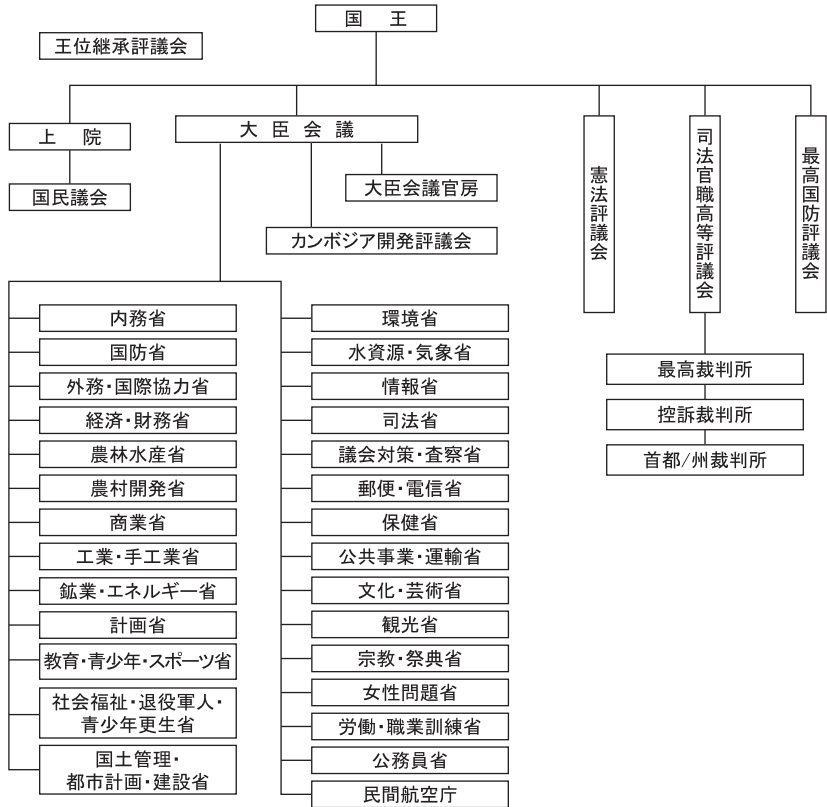 国王
王位継承評議会
上院
大臣会議
国民議会
大臣会議官房
カンボジア開発評議会
憲法評議会
司法官職高等評議会
最高国防評議会
最高裁判所
控訴裁判所
首都/州裁判所
内務省
国防省
外務・国際協力省
経済・財務省
農林水産省
農村開発省
商業省
工業・手工業省
鉱業・エネルギー省
計画省
教育・青少年・スポーツ省
社会福祉・退役軍人・
青少年更生省
国土管理・
都市計画・建設省
環境省
水資源・気象省
情報省
司法省
議会対策・査察省
郵便・電信省
保健省
公共事業・運輸省
文化・芸術省
観光省
宗教・祭典省
女性問題省
労働・職業訓練省
公務員省
民間航空庁